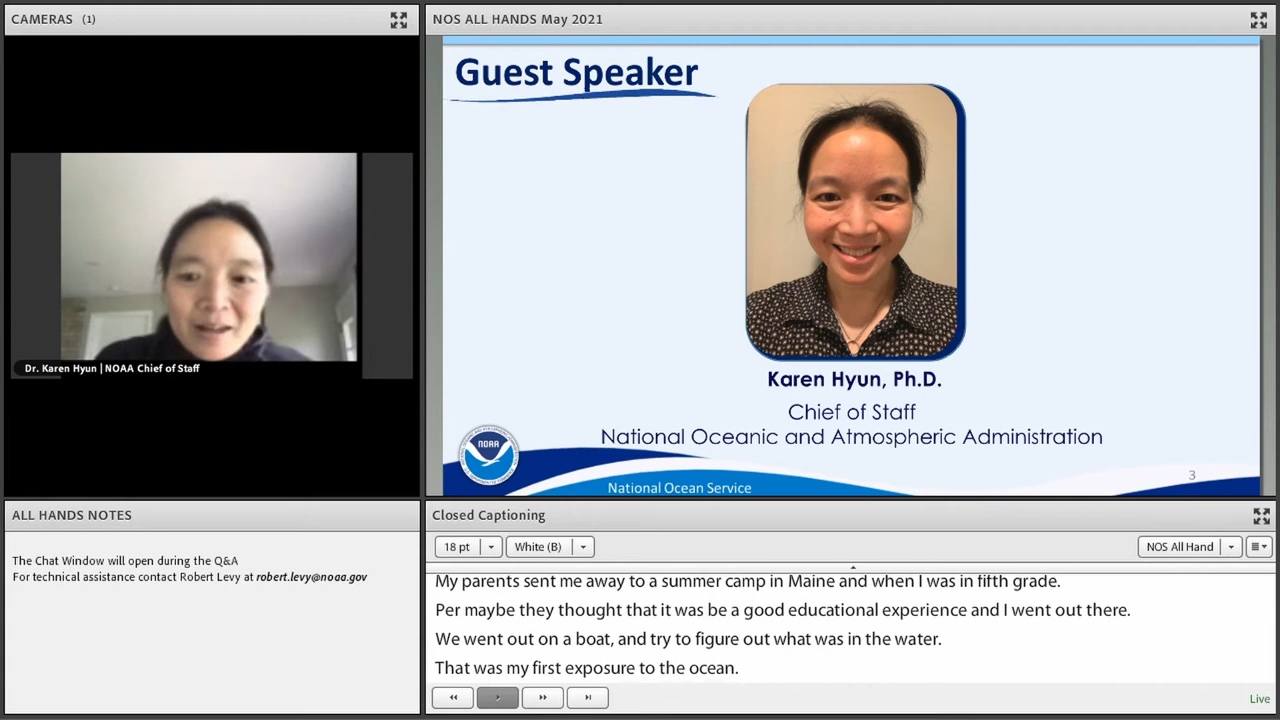 CAMERAS (1)
Dr. Karen Hyun | NOAA Chief of Staff
NOS ALL HANDS May 2021
Guest Speaker
Karen Hyun, Ph.D.
Chief of Staff
National Oceanic and Atmospheric Administration
NOAA
3
National Ocean Service
ALL HANDS NOTES
The Chat Window will open during the Q&A
For technical assistance contact Robert Levy at robert.levy@noaa.gov
Closed Captioning
18 pt
White (B)
NOS All Hand
My parents sent me away to a summer camp in Maine and when I was in fifth grade.
Per maybe they thought that it was be a good educational experience and I went out there.
We went out on a boat, and try to figure out what was in the water.
That was my first exposure to the ocean.
Live